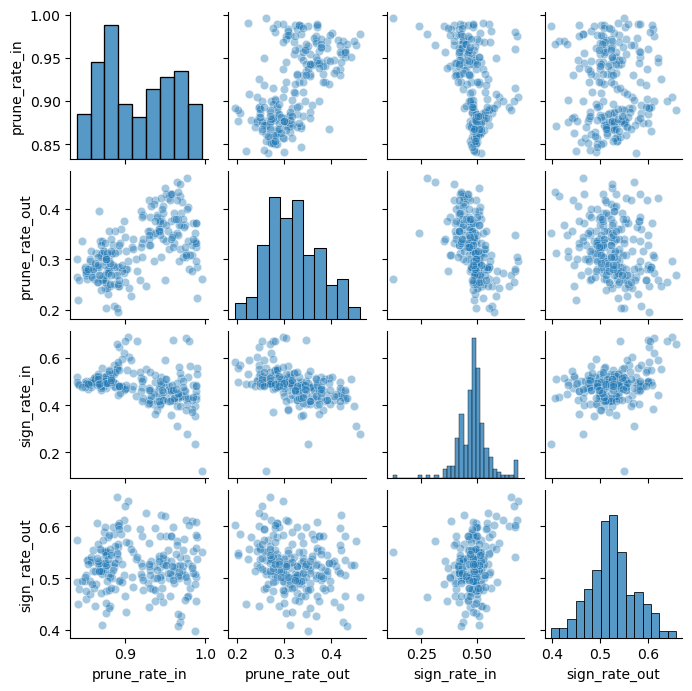 1.00
0.95
0.90
0.85
prune_rate_in
0.4
0.3
0.2
prune_rate_out
0.6
0.4
0.2
sign_rate_in
0.6
0.5
0.4
sign_rate_out
0.9 1.0
prune_rate_in
0.2 0.3 0.4
prune_rate_out
0.25 0.50
sign_rate_in
0.4 0.5 0.6
sign_rate_out